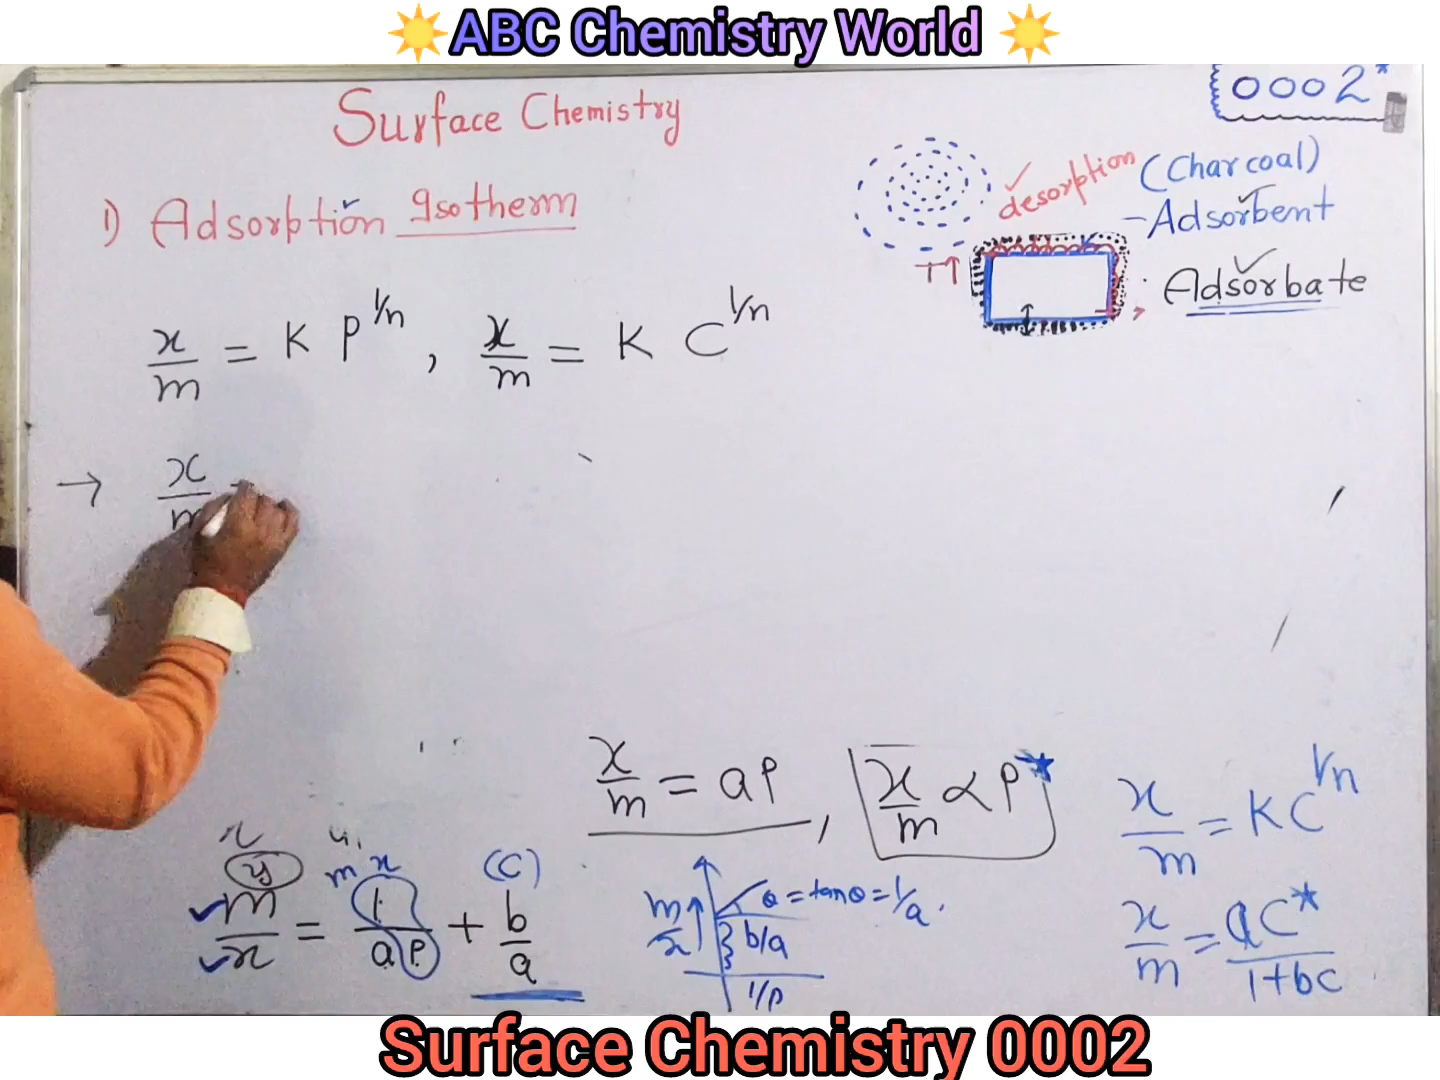 ABC Chemistry World
0002*
Surface Chemistry
desorption (Charcoal)
- Adsorbent
Adsorbate
T↑
1) Adsorption Isotherm
x/m = K P^1/n , x/m = K C^1/n
→ x/m
x/m = aP , x/m ∝ P*
x/m = KC^1/n
x/m = aC*/1+bC
y
m x
(C)
m/x = 1/aP + b/a
m/x ↑
θ = tanθ = 1/a.
b/a
1/P
Surface Chemistry 0002